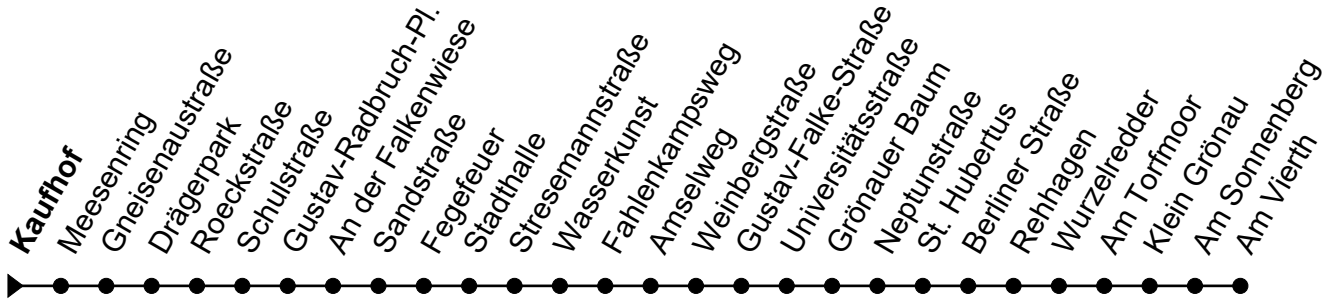 Kaufhof
Meesenring
Gneisenaustraße
Drägerpark
Roeckstraße
Schulstraße
Gustav-Radbruch-Pl.
An der Falkenwiese
Sandstraße
Fegefeuer
Stadthalle
Stresemannstraße
Wasserkunst
Fahlenkampsweg
Amselweg
Weinbergstraße
Gustav-Falke-Straße
Universitätsstraße
Grönauer Baum
Neptunstraße
St. Hubertus
Berliner Straße
Rehhagen
Wurzelredder
Am Torfmoor
Klein Grönau
Am Sonnenberg
Am Vierth